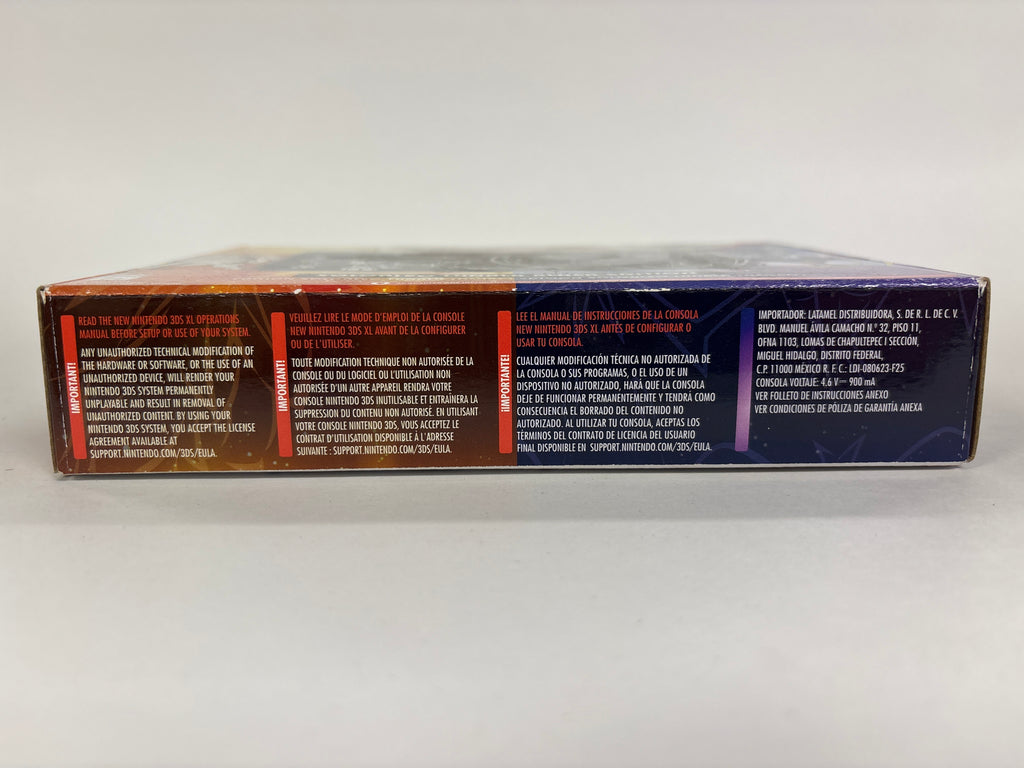 IMPORTANT!
READ THE NEW NINTENDO 3DS XL OPERATIONS
MANUAL BEFORE SETUP OR USE OF YOUR SYSTEM.
ANY UNAUTHORIZED TECHNICAL MODIFICATION OF
THE HARDWARE OR SOFTWARE, OR THE USE OF AN
UNAUTHORIZED DEVICE, WILL RENDER YOUR
NINTENDO 3DS SYSTEM PERMANENTLY
UNPLAYABLE AND RESULT IN REMOVAL OF
UNAUTHORIZED CONTENT. BY USING YOUR
NINTENDO 3DS SYSTEM, YOU ACCEPT THE LICENSE
AGREEMENT AVAILABLE AT
SUPPORT.NINTENDO.COM/3DS/EULA.
IMPORTANT!
VEUILLEZ LIRE LE MODE D'EMPLOI DE LA CONSOLE
NEW NINTENDO 3DS XL AVANT DE LA CONFIGURER
OU DE L'UTILISER.
TOUTE MODIFICATION TECHNIQUE NON AUTORISÉE DE LA
CONSOLE OU DU LOGICIEL OU L'UTILISATION NON
AUTORISÉE D'UN AUTRE APPAREIL RENDRA VOTRE
CONSOLE NINTENDO 3DS INUTILISABLE ET ENTRAÎNERA LA
SUPPRESSION DU CONTENU NON AUTORISÉ. EN UTILISANT
VOTRE CONSOLE NINTENDO 3DS, VOUS ACCEPTEZ LE
CONTRAT D'UTILISATION DISPONIBLE À L'ADRESSE
SUIVANTE : SUPPORT.NINTENDO.COM/3DS/EULA.
¡IMPORTANTE!
LEE EL MANUAL DE INSTRUCCIONES DE LA CONSOLA
NEW NINTENDO 3DS XL ANTES DE CONFIGURAR O
USAR TU CONSOLA.
CUALQUIER MODIFICACIÓN TÉCNICA NO AUTORIZADA DE
LA CONSOLA O SUS PROGRAMAS, O EL USO DE UN
DISPOSITIVO NO AUTORIZADO, HARÁ QUE LA CONSOLA
DEJE DE FUNCIONAR PERMANENTEMENTE Y TENDRÁ COMO
CONSECUENCIA EL BORRADO DEL CONTENIDO NO
AUTORIZADO. AL UTILIZAR TU CONSOLA, ACEPTAS LOS
TÉRMINOS DEL CONTRATO DE LICENCIA DEL USUARIO
FINAL DISPONIBLE EN SUPPORT.NINTENDO.COM/3DS/EULA.
IMPORTADOR: LATAMEL DISTRIBUIDORA, S. DE R. L. DE C. V.
BLVD. MANUEL ÁVILA CAMACHO N.º 32, PISO 11,
OFNA 1103, LOMAS DE CHAPULTEPEC I SECCIÓN,
MIGUEL HIDALGO, DISTRITO FEDERAL,
C.P. 11000 MÉXICO R. F. C.: LDI-080623-F25
CONSOLA VOLTAJE: 4.6 V⎓ 900 mA
VER FOLLETO DE INSTRUCCIONES ANEXO
VER CONDICIONES DE PÓLIZA DE GARANTÍA ANEXA